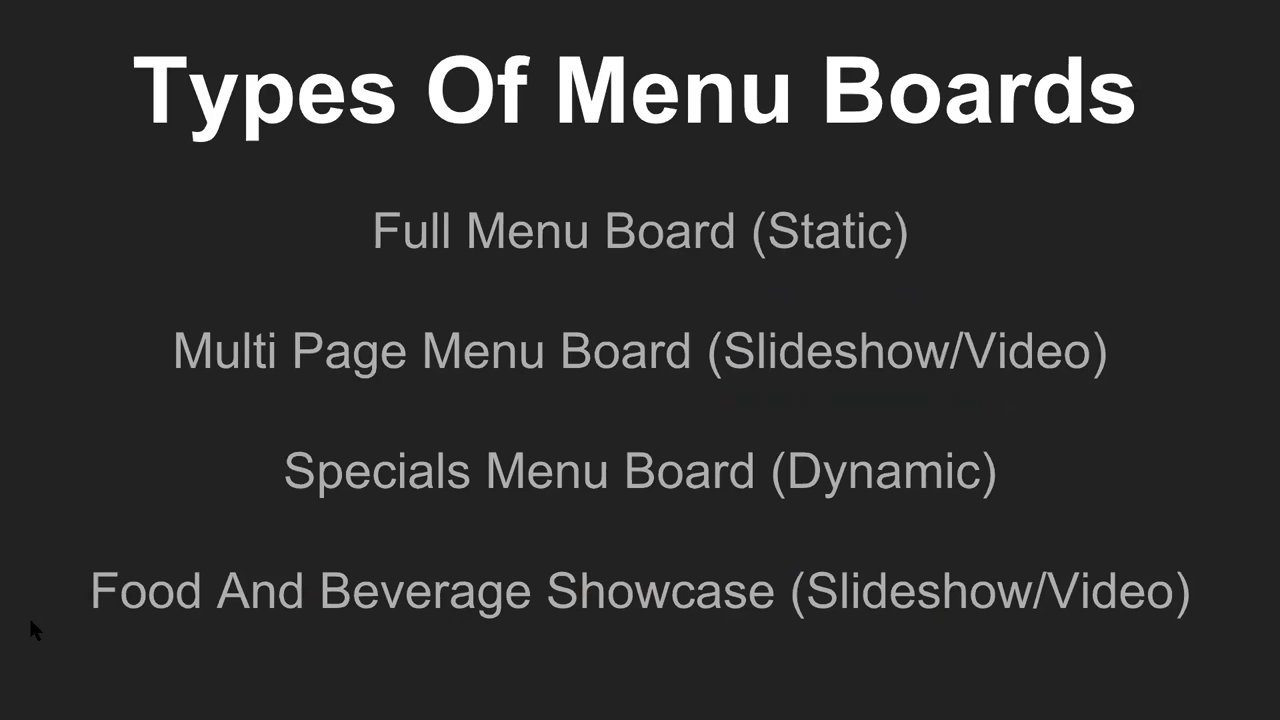 Types Of Menu Boards
Full Menu Board (Static)
Multi Page Menu Board (Slideshow/Video)
Specials Menu Board (Dynamic)
Food And Beverage Showcase (Slideshow/Video)